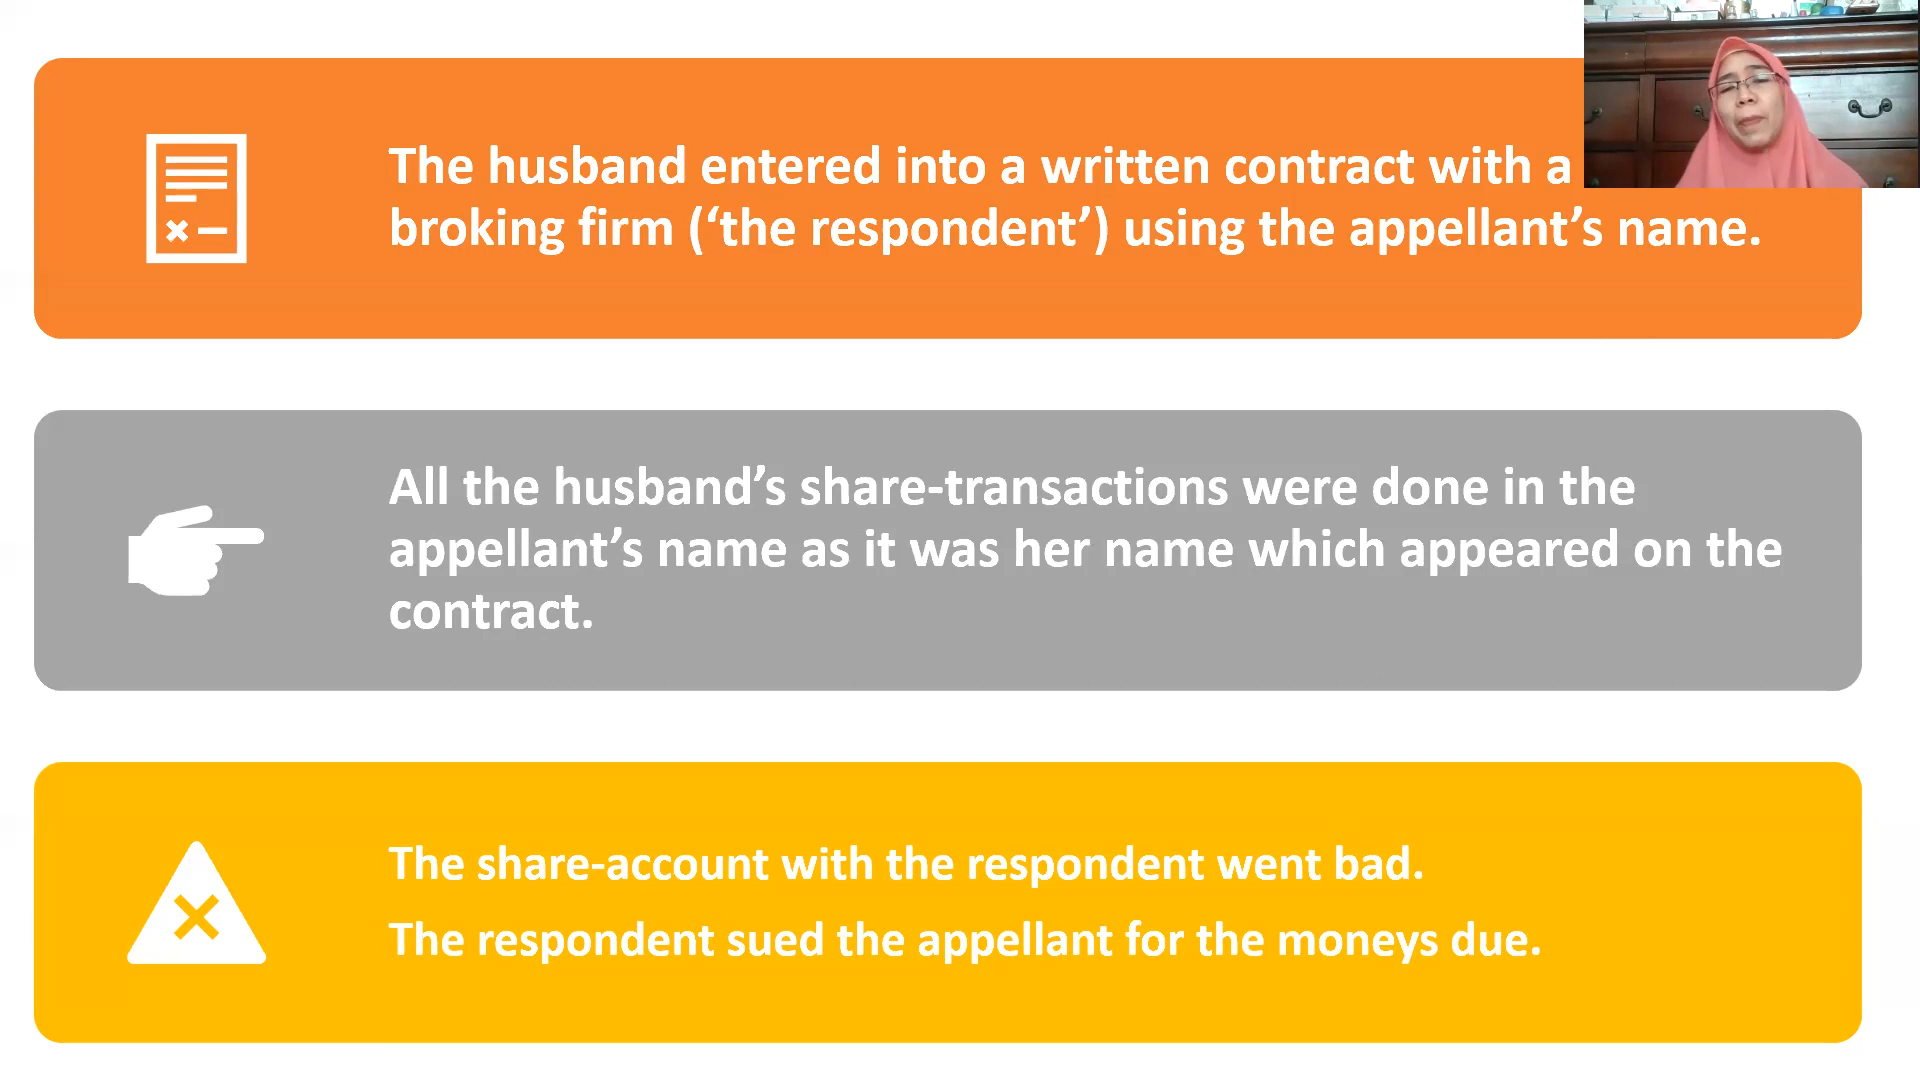 The husband entered into a written contract with a
broking firm (‘the respondent’) using the appellant’s name.
All the husband’s share-transactions were done in the
appellant’s name as it was her name which appeared on the
contract.
The share-account with the respondent went bad.
The respondent sued the appellant for the moneys due.